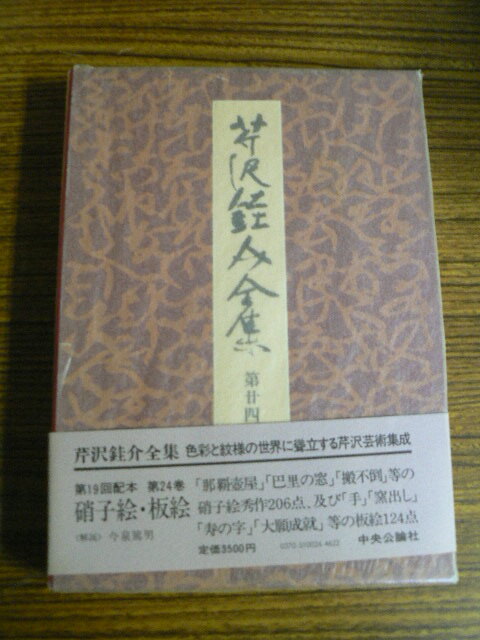 芹沢銈介全集
第廿四
芹沢銈介全集 色彩と紋様の世界に聳立する芹沢芸術集成
第19回配本 第24巻 「那覇壺屋」「巴里の窓」「搬不倒」等の
硝子絵・板絵 硝子絵秀作206点、及び「手」「窯出し」
〈解説〉 今泉篤男 「寿の字」「大願成就」等の板絵124点
定価3500円 0370-310024-4622 中央公論社